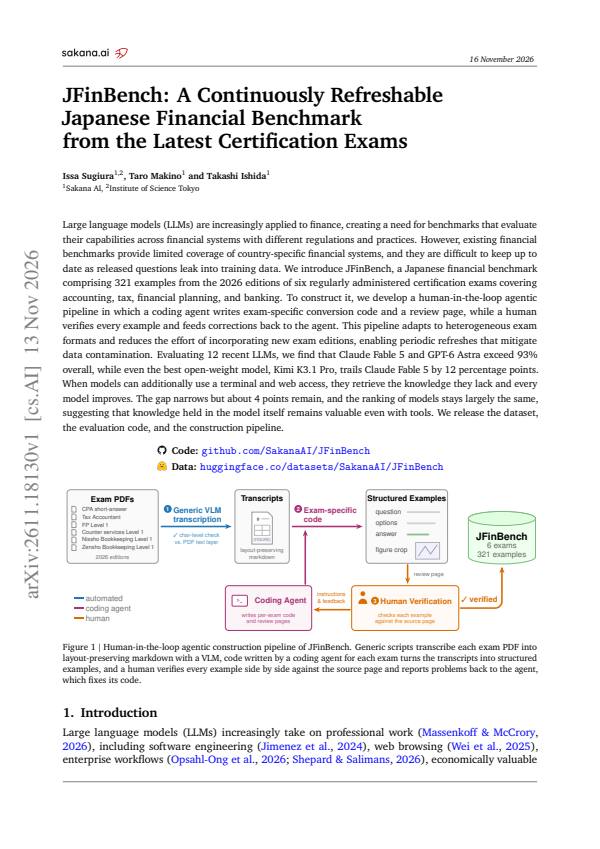 sakana.ai
16 November 2026
JFinBench: A Continuously Refreshable
Japanese Financial Benchmark
from the Latest Certification Exams
Issa Sugiura1,2, Taro Makino1 and Takashi Ishida1
1Sakana AI, 2Institute of Science Tokyo
Large language models (LLMs) are increasingly applied to finance, creating a need for benchmarks that evaluate
their capabilities across financial systems with different regulations and practices. However, existing financial
benchmarks provide limited coverage of country-specific financial systems, and they are difficult to keep up to
date as released questions leak into training data. We introduce JFinBench, a Japanese financial benchmark
comprising 321 examples from the 2026 editions of six regularly administered certification exams covering
accounting, tax, financial planning, and banking. To construct it, we develop a human-in-the-loop agentic
pipeline in which a coding agent writes exam-specific conversion code and a review page, while a human
verifies every example and feeds corrections back to the agent. This pipeline adapts to heterogeneous exam
formats and reduces the effort of incorporating new exam editions, enabling periodic refreshes that mitigate
data contamination. Evaluating 12 recent LLMs, we find that Claude Fable 5 and GPT-6 Astra exceed 93%
overall, while even the best open-weight model, Kimi K3.1 Pro, trails Claude Fable 5 by 12 percentage points.
When models can additionally use a terminal and web access, they retrieve the knowledge they lack and every
model improves. The gap narrows but about 4 points remain, and the ranking of models stays largely the same,
suggesting that knowledge held in the model itself remains valuable even with tools. We release the dataset,
the evaluation code, and the construction pipeline.
Code: github.com/SakanaAI/JFinBench
Data: huggingface.co/datasets/SakanaAI/JFinBench
Exam PDFs
CPA short-answer
Tax Accountant
FP Level 1
Counter services Level 1
Nissho Bookkeeping Level 1
Zensho Bookkeeping Level 1
2026 editions
1 Generic VLM
transcription
✓ char-level check
vs. PDF text layer
Transcripts
[FIGURE]
layout-preserving
markdown
2 Exam-specific
code
Structured Examples
question
options
answer
figure crop
review page
JFinBench
6 exams
321 examples
automated
coding agent
human
Coding Agent
writes per-exam code
and review pages
instructions
& feedback
3 Human Verification
checks each example
against the source page
✓ verified
Figure 1 | Human-in-the-loop agentic construction pipeline of JFinBench. Generic scripts transcribe each exam PDF into
layout-preserving markdown with a VLM, code written by a coding agent for each exam turns the transcripts into structured
examples, and a human verifies every example side by side against the source page and reports problems back to the agent,
which fixes its code.
1. Introduction
Large language models (LLMs) increasingly take on professional work (Massenkoff & McCrory,
2026), including software engineering (Jimenez et al., 2024), web browsing (Wei et al., 2025),
enterprise workflows (Opsahl-Ong et al., 2026; Shepard & Salimans, 2026), economically valuable
arXiv:2611.18130v1 [cs.AI] 13 Nov 2026